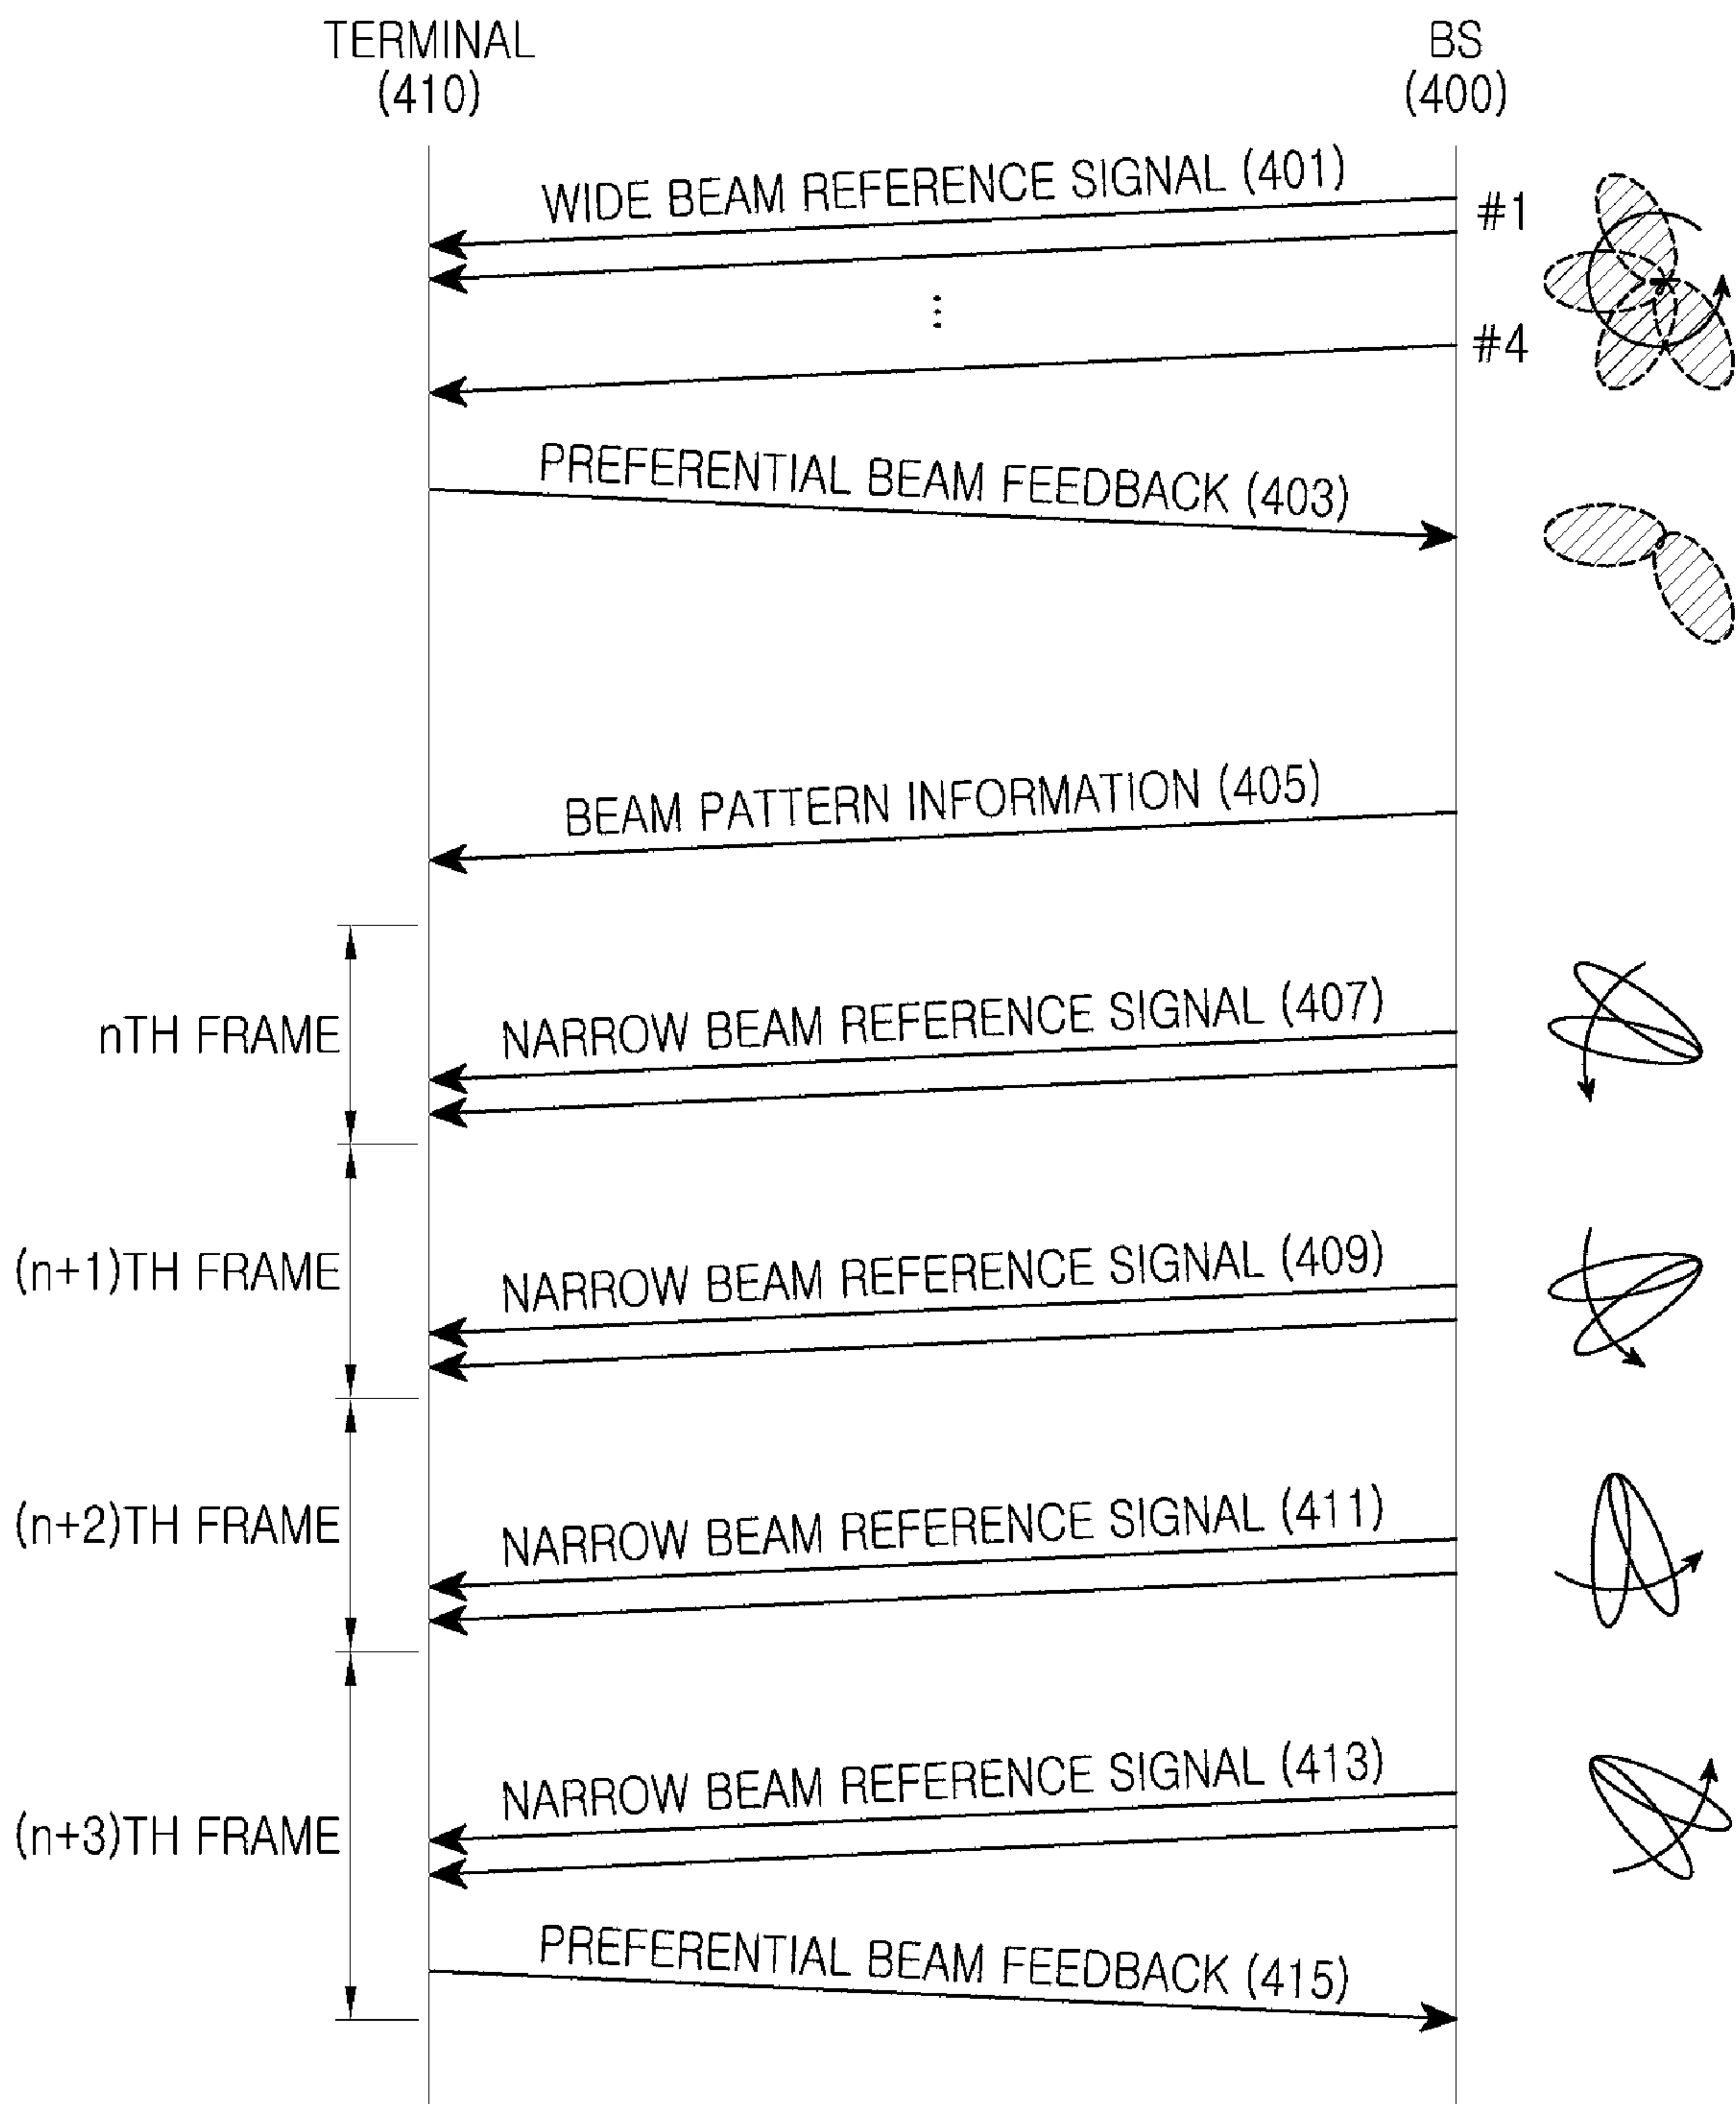 TERMINAL
(410)
BS
(400)
WIDE BEAM REFERENCE SIGNAL (401)
#1
#4
PREFERENTIAL BEAM FEEDBACK (403)
BEAM PATTERN INFORMATION (405)
nTH FRAME
NARROW BEAM REFERENCE SIGNAL (407)
(n+1)TH FRAME
NARROW BEAM REFERENCE SIGNAL (409)
(n+2)TH FRAME
NARROW BEAM REFERENCE SIGNAL (411)
(n+3)TH FRAME
NARROW BEAM REFERENCE SIGNAL (413)
PREFERENTIAL BEAM FEEDBACK (415)